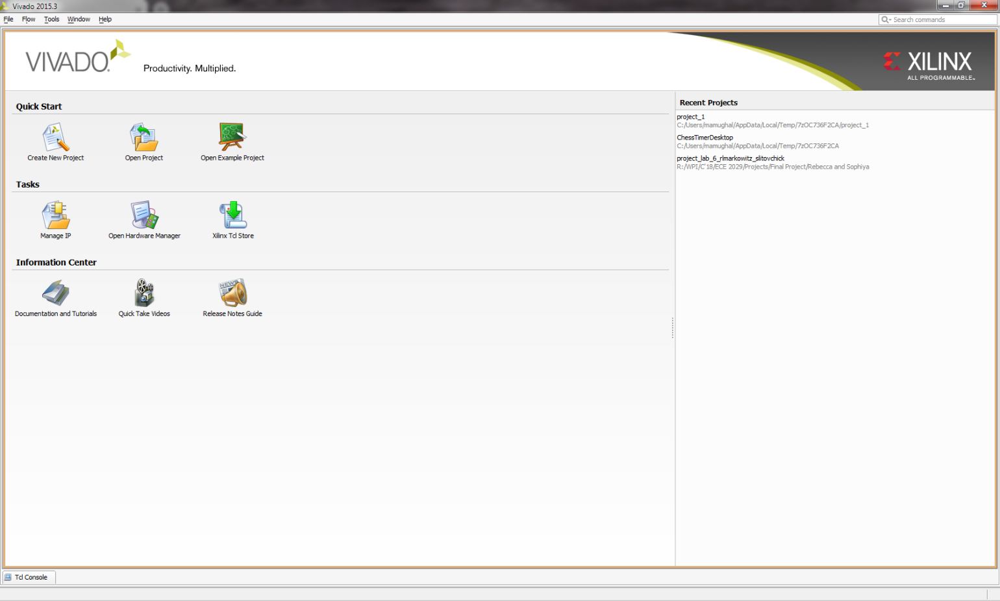 Vivado 2015.3
File Flow Tools Window Help
Search commands
VIVADO.
Productivity. Multiplied.
XILINX
ALL PROGRAMMABLE™
Quick Start
Create New Project
Open Project
Open Example Project
Tasks
Manage IP
Open Hardware Manager
Xilinx Tcl Store
Information Center
NEWS
Documentation and Tutorials
Quick Take Videos
Release Notes Guide
Recent Projects
project_1
C:/Users/mamughal/AppData/Local/Temp/7zOC736F2CA/project_1
ChessTimerDesktop
C:/Users/mamughal/AppData/Local/Temp/7zOC736F2CA
project_lab_6_rlmarkowitz_slitovchick
R:/WPI/C'18/ECE 2029/Projects/Final Project/Rebecca and Sophiya
Tcl Console